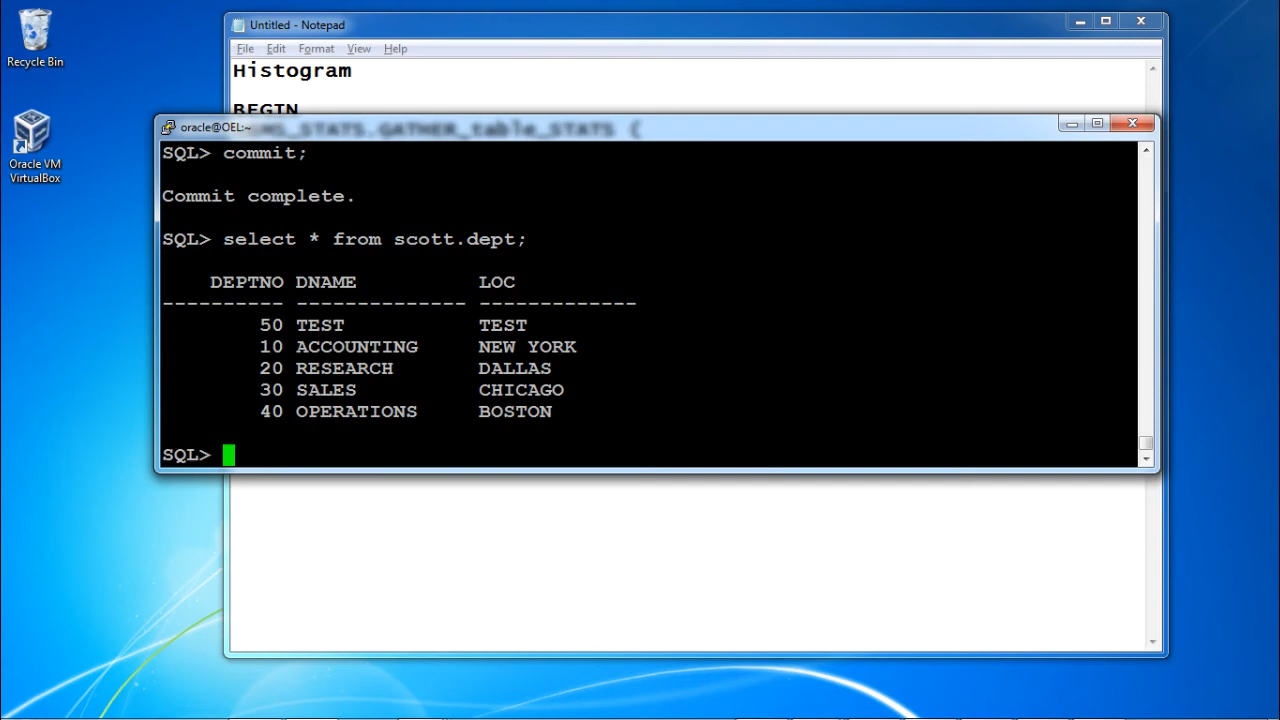 Recycle Bin
Oracle VM
VirtualBox
Untitled - Notepad
File Edit Format View Help
Histogram
BEGIN
oracle@OEL:~
_STATS.GATHER_table_STATS (
SQL> commit;
Commit complete.
SQL> select * from scott.dept;
DEPTNO DNAME LOC
---------- -------------- -------------
50 TEST TEST
10 ACCOUNTING NEW YORK
20 RESEARCH DALLAS
30 SALES CHICAGO
40 OPERATIONS BOSTON
SQL>